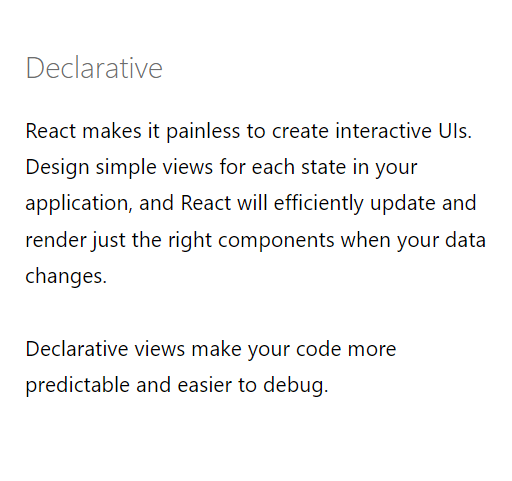 Declarative
React makes it painless to create interactive UIs.
Design simple views for each state in your
application, and React will efficiently update and
render just the right components when your data
changes.
Declarative views make your code more
predictable and easier to debug.